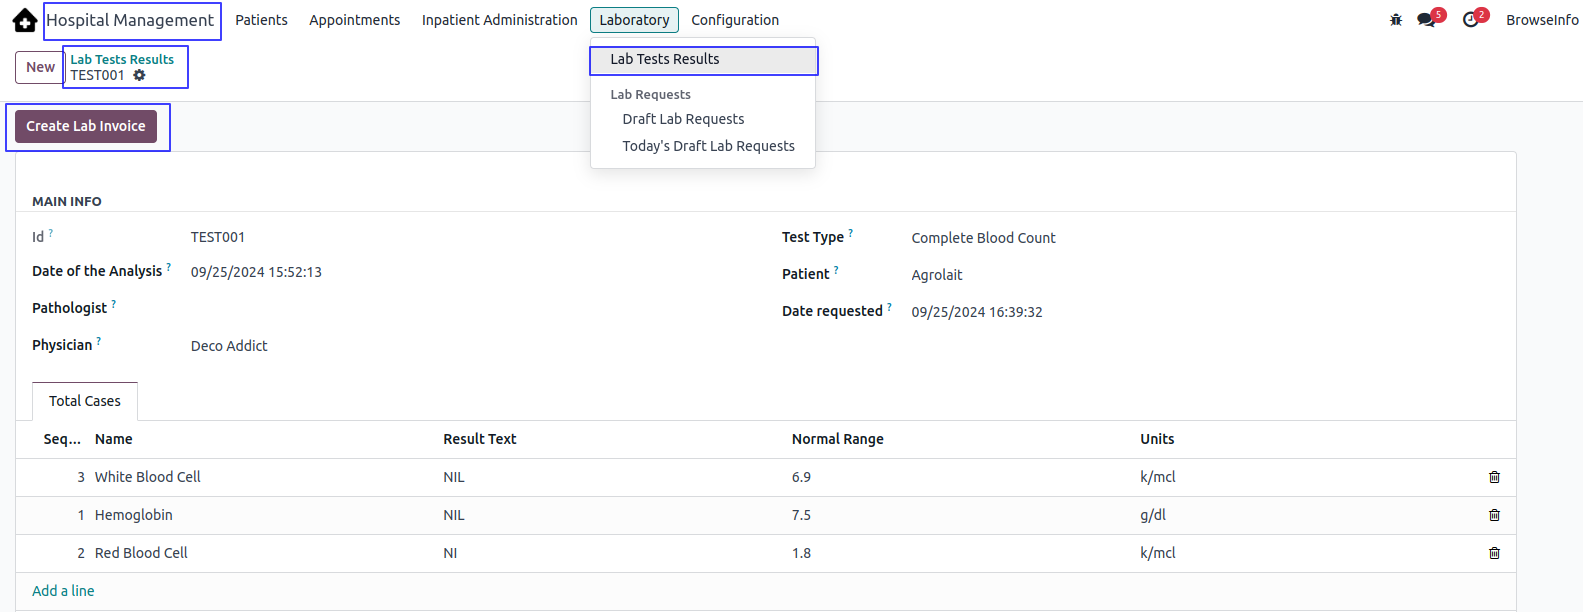 Hospital Management Patients Appointments Inpatient Administration Laboratory Configuration 5 2 BrowseInfo
New Lab Tests Results
TEST001
Lab Tests Results
Lab Requests
Draft Lab Requests
Today's Draft Lab Requests
Create Lab Invoice
MAIN INFO
Id ? TEST001 Test Type ? Complete Blood Count
Date of the Analysis ? 09/25/2024 15:52:13 Patient ? Agrolait
Pathologist ? Date requested ? 09/25/2024 16:39:32
Physician ? Deco Addict
Total Cases
Seq... Name Result Text Normal Range Units
3 White Blood Cell NIL 6.9 k/mcl
1 Hemoglobin NIL 7.5 g/dl
2 Red Blood Cell NI 1.8 k/mcl
Add a line